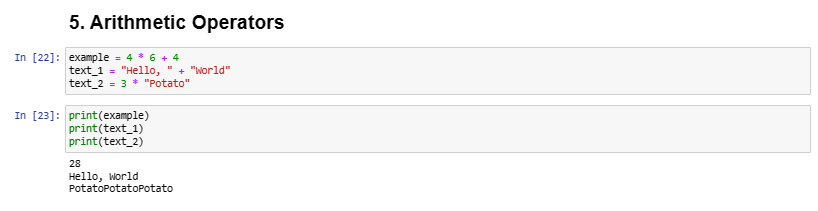 5. Arithmetic Operators
In [22]: example = 4 * 6 + 4
text_1 = "Hello, " + "World"
text_2 = 3 * "Potato"
In [23]: print(example)
print(text_1)
print(text_2)
28
Hello, World
PotatoPotatoPotato